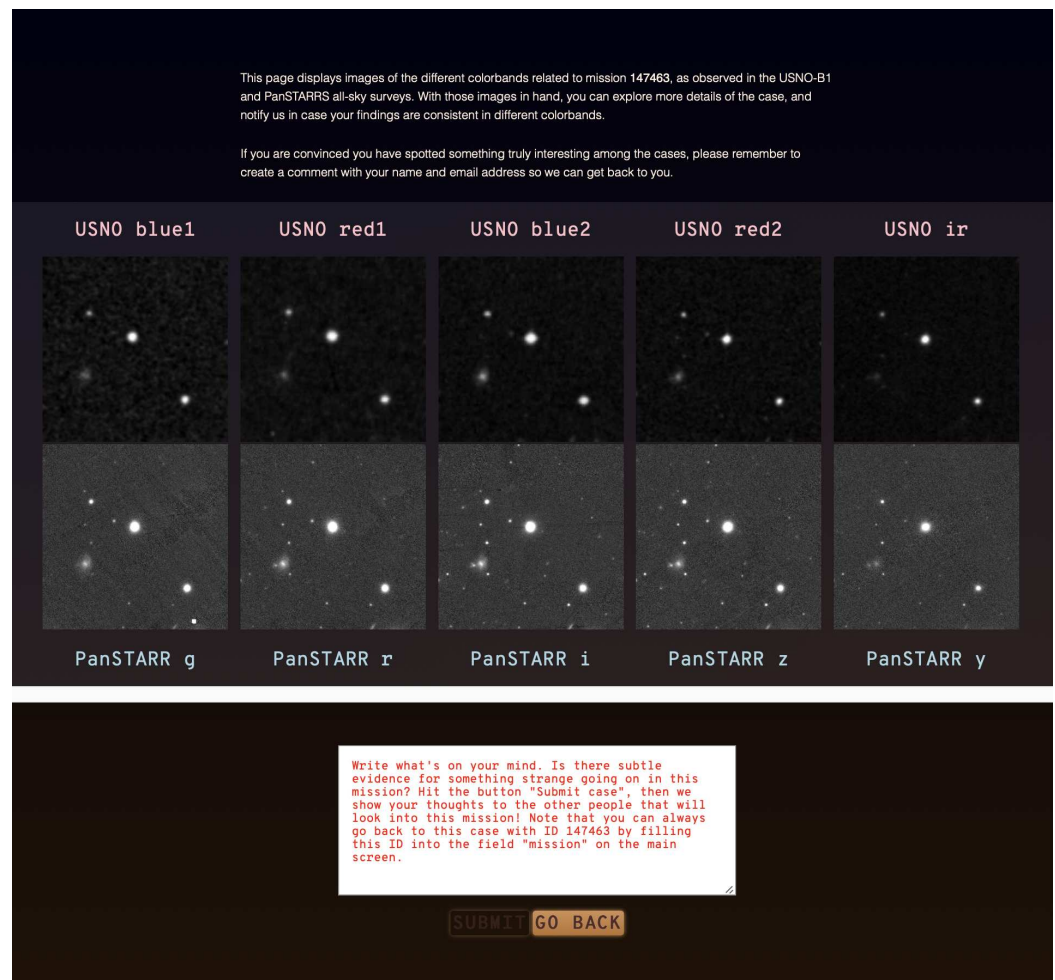 This page displays images of the different colorbands related to mission 147463, as observed in the USNO-B1
and PanSTARRS all-sky surveys. With those images in hand, you can explore more details of the case, and
notify us in case your findings are consistent in different colorbands.
If you are convinced you have spotted something truly interesting among the cases, please remember to
create a comment with your name and email address so we can get back to you.
USNO blue1 USNO red1 USNO blue2 USNO red2 USNO ir
PanSTARR g PanSTARR r PanSTARR i PanSTARR z PanSTARR y
Write what's on your mind. Is there subtle
evidence for something strange going on in this
mission? Hit the button "Submit case", then we
show your thoughts to the other people that will
look into this mission! Note that you can always
go back to this case with ID 147463 by filling
this ID into the field "mission" on the main
screen.
SUBMIT GO BACK